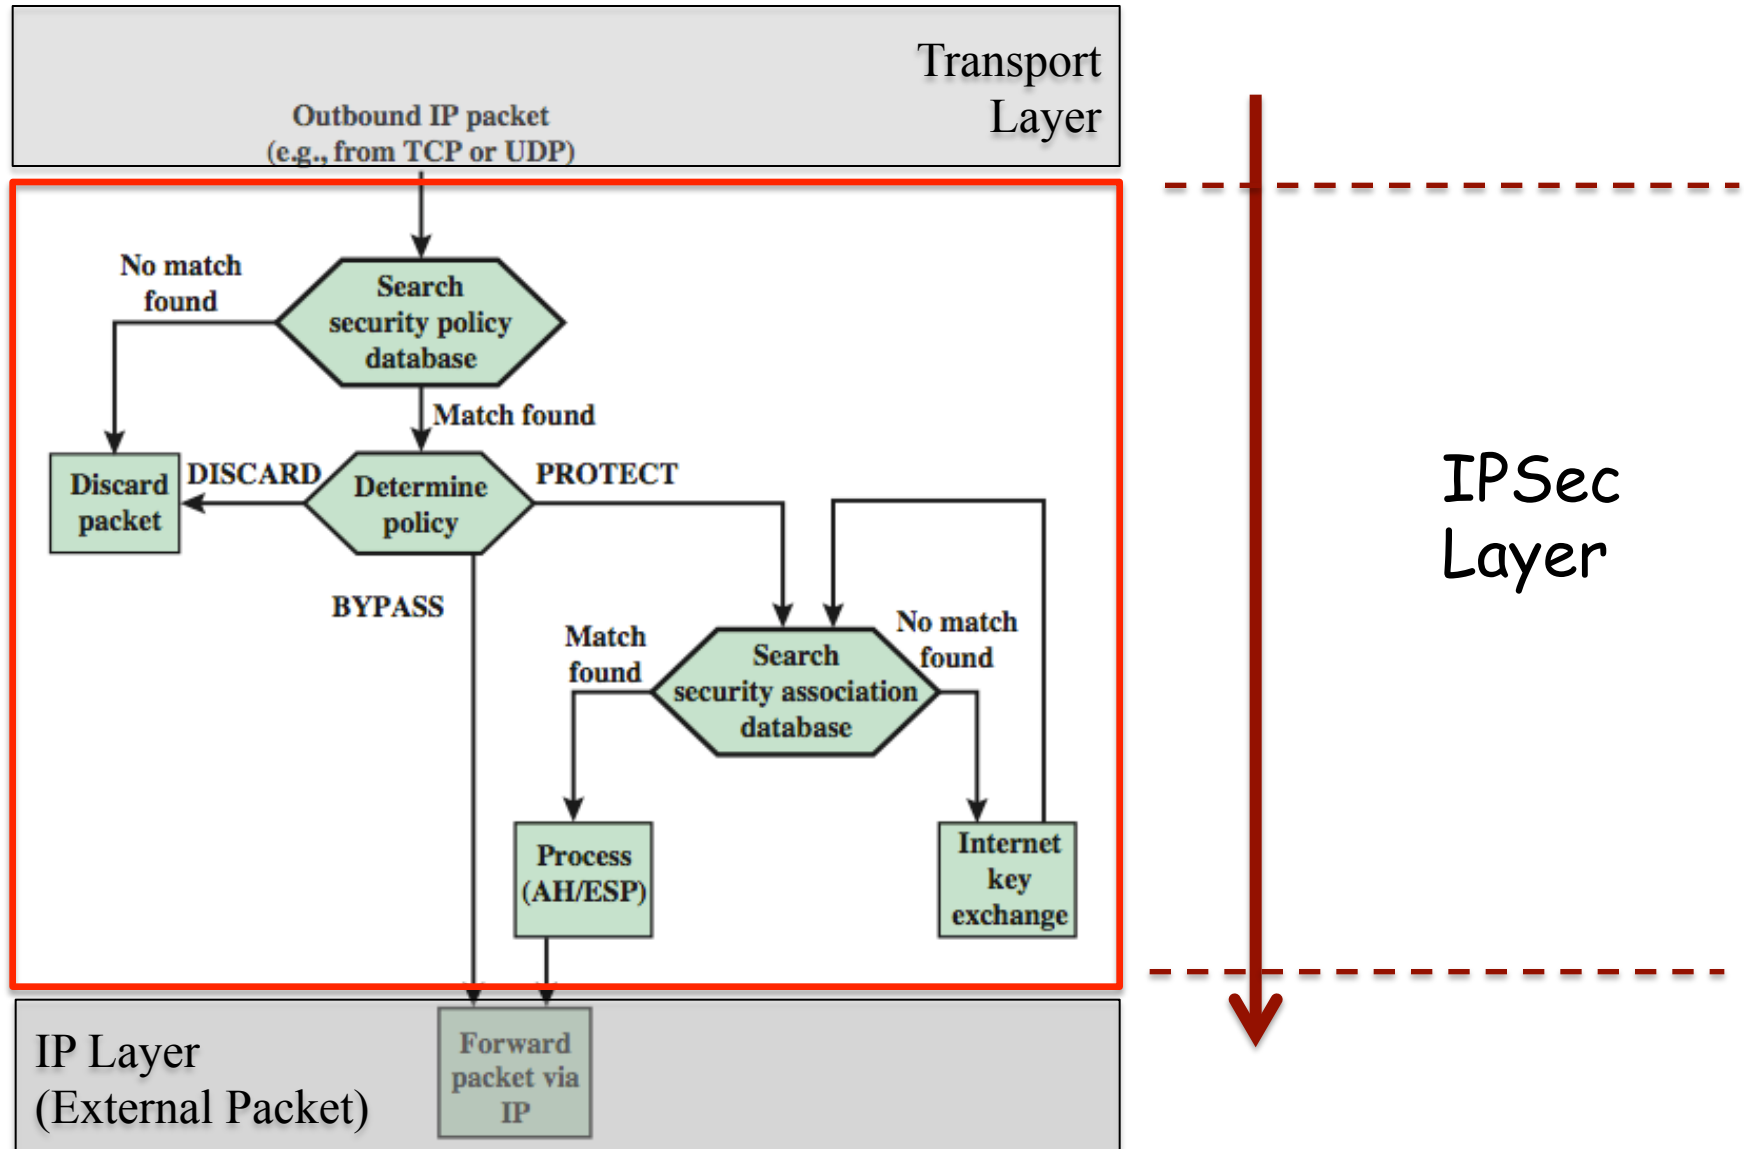 Transport
Layer
Outbound IP packet
(e.g., from TCP or UDP)
No match
found
Search
security policy
database
Match found
Discard
packet
DISCARD
Determine
policy
PROTECT
BYPASS
Match
found
Search
security association
database
No match
found
Process
(AH/ESP)
Internet
key
exchange
IPSec
Layer
IP Layer
(External Packet)
Forward
packet via
IP